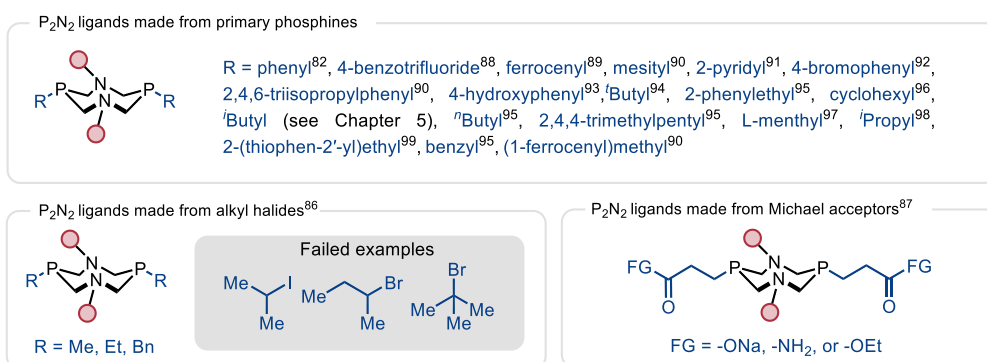 P₂N₂ ligands made from primary phosphines
R = phenyl⁸², 4-benzotrifluoride⁸⁸, ferrocenyl⁸⁹, mesityl⁹⁰, 2-pyridyl⁹¹, 4-bromophenyl⁹²,
2,4,6-triisopropylphenyl⁹⁰, 4-hydroxyphenyl⁹³, ᵗButyl⁹⁴, 2-phenylethyl⁹⁵, cyclohexyl⁹⁶,
ⁱButyl (see Chapter 5), ⁿButyl⁹⁵, 2,4,4-trimethylpentyl⁹⁵, L-menthyl⁹⁷, ⁱPropyl⁹⁸,
2-(thiophen-2′-yl)ethyl⁹⁹, benzyl⁹⁵, (1-ferrocenyl)methyl⁹⁰
P N P
R N R
P₂N₂ ligands made from alkyl halides⁸⁶
P N P
R N R
R = Me, Et, Bn
Failed examples
Me I
Me
Me Br
Me
Br
Me Me
Me
P₂N₂ ligands made from Michael acceptors⁸⁷
FG P N P FG
O N O
FG = -ONa, -NH₂, or -OEt